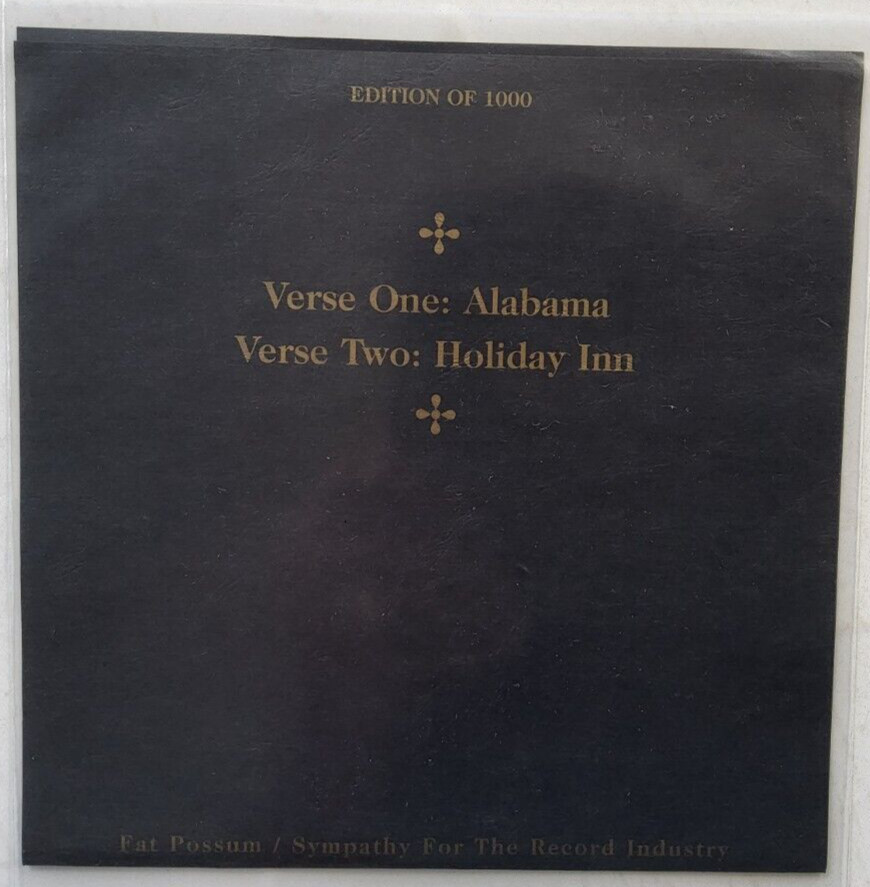 EDITION OF 1000
Verse One: Alabama
Verse Two: Holiday Inn
Fat Possum / Sympathy For The Record Industry